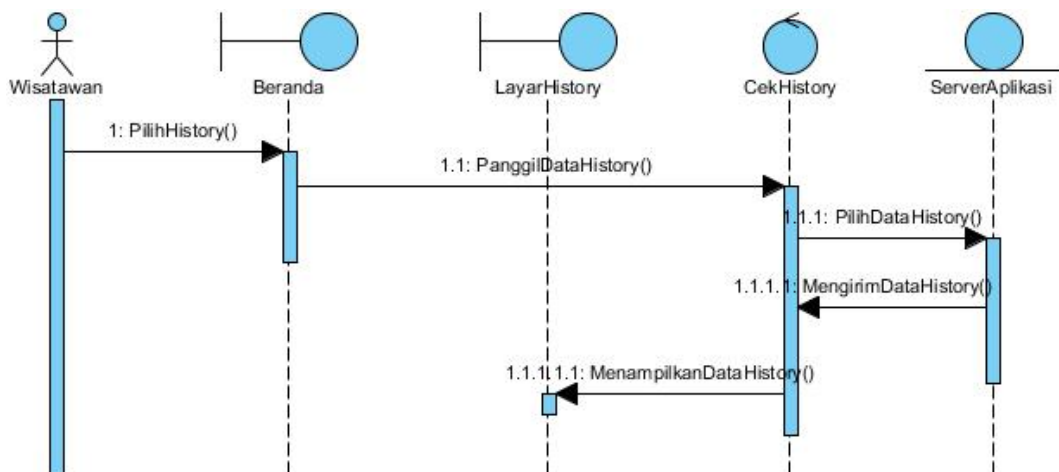 Wisatawan
Beranda
LayarHistory
CekHistory
ServerAplikasi
1: PilihHistory()
1.1: PanggilDataHistory()
1.1.1: PilihDataHistory()
1.1.1.1: MengirimDataHistory()
1.1.1.1.1: MenampilkanDataHistory()